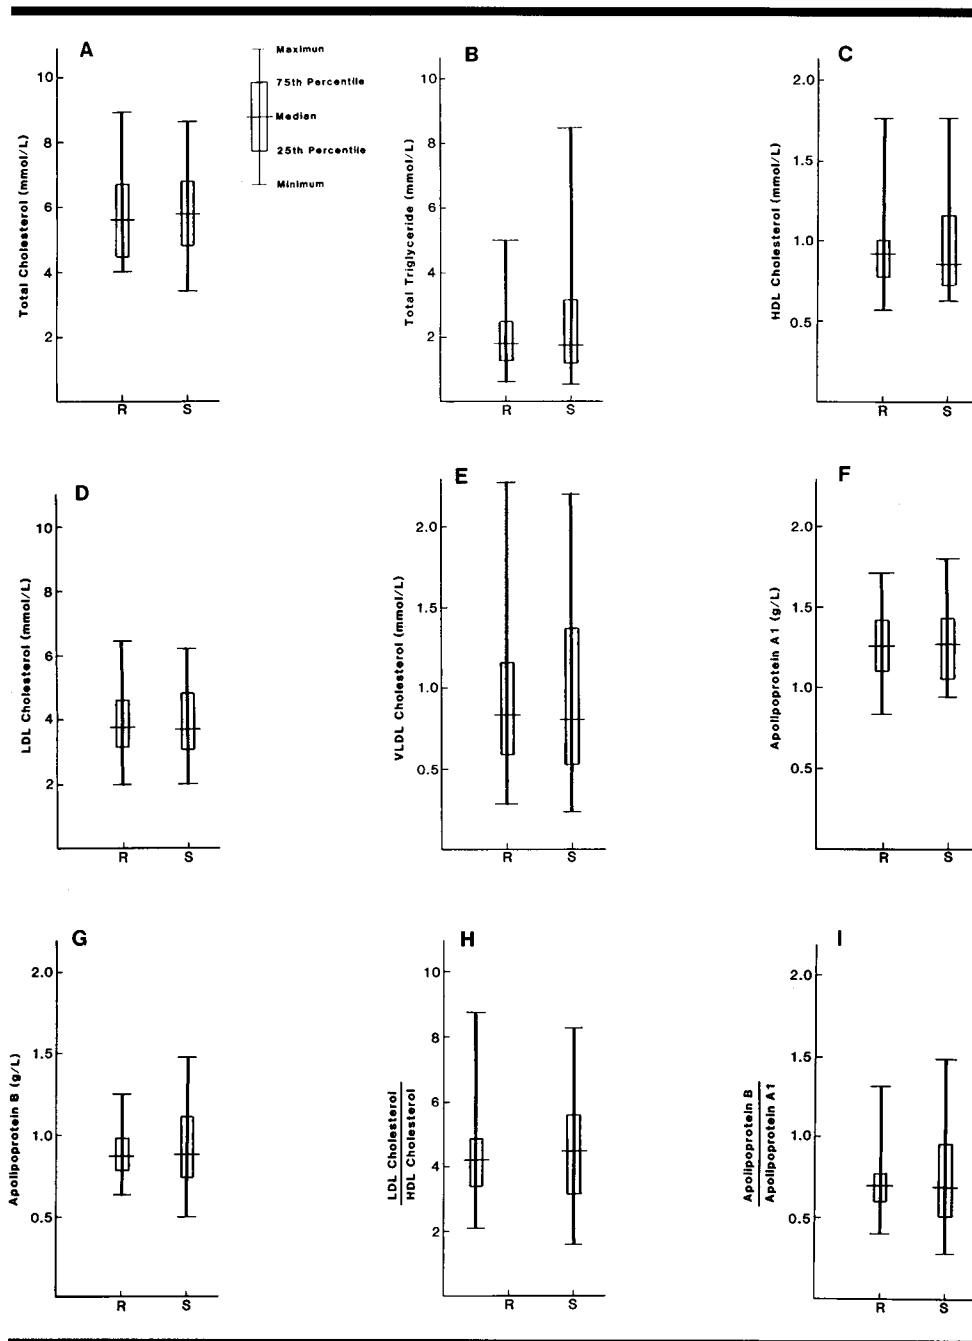 A
Maximun
75th Percentile
Median
25th Percentile
Minimum
10
8
6
4
2
Total Cholesterol (mmol/L)
R S
B
10
8
6
4
2
Total Triglyceride (mmol/L)
R S
C
2.0
1.5
1.0
0.5
HDL Cholesterol (mmol/L)
R S
D
10
8
6
4
2
LDL Cholesterol (mmol/L)
R S
E
2.0
1.5
1.0
0.5
VLDL Cholesterol (mmol/L)
R S
F
2.0
1.5
1.0
0.5
Apolipoprotein A1 (g/L)
R S
G
2.0
1.5
1.0
0.5
Apolipoprotein B (g/L)
R S
H
10
8
6
4
2
LDL Cholesterol
HDL Cholesterol
R S
I
2.0
1.5
1.0
0.5
Apolipoprotein B
Apolipoprotein A1
R S